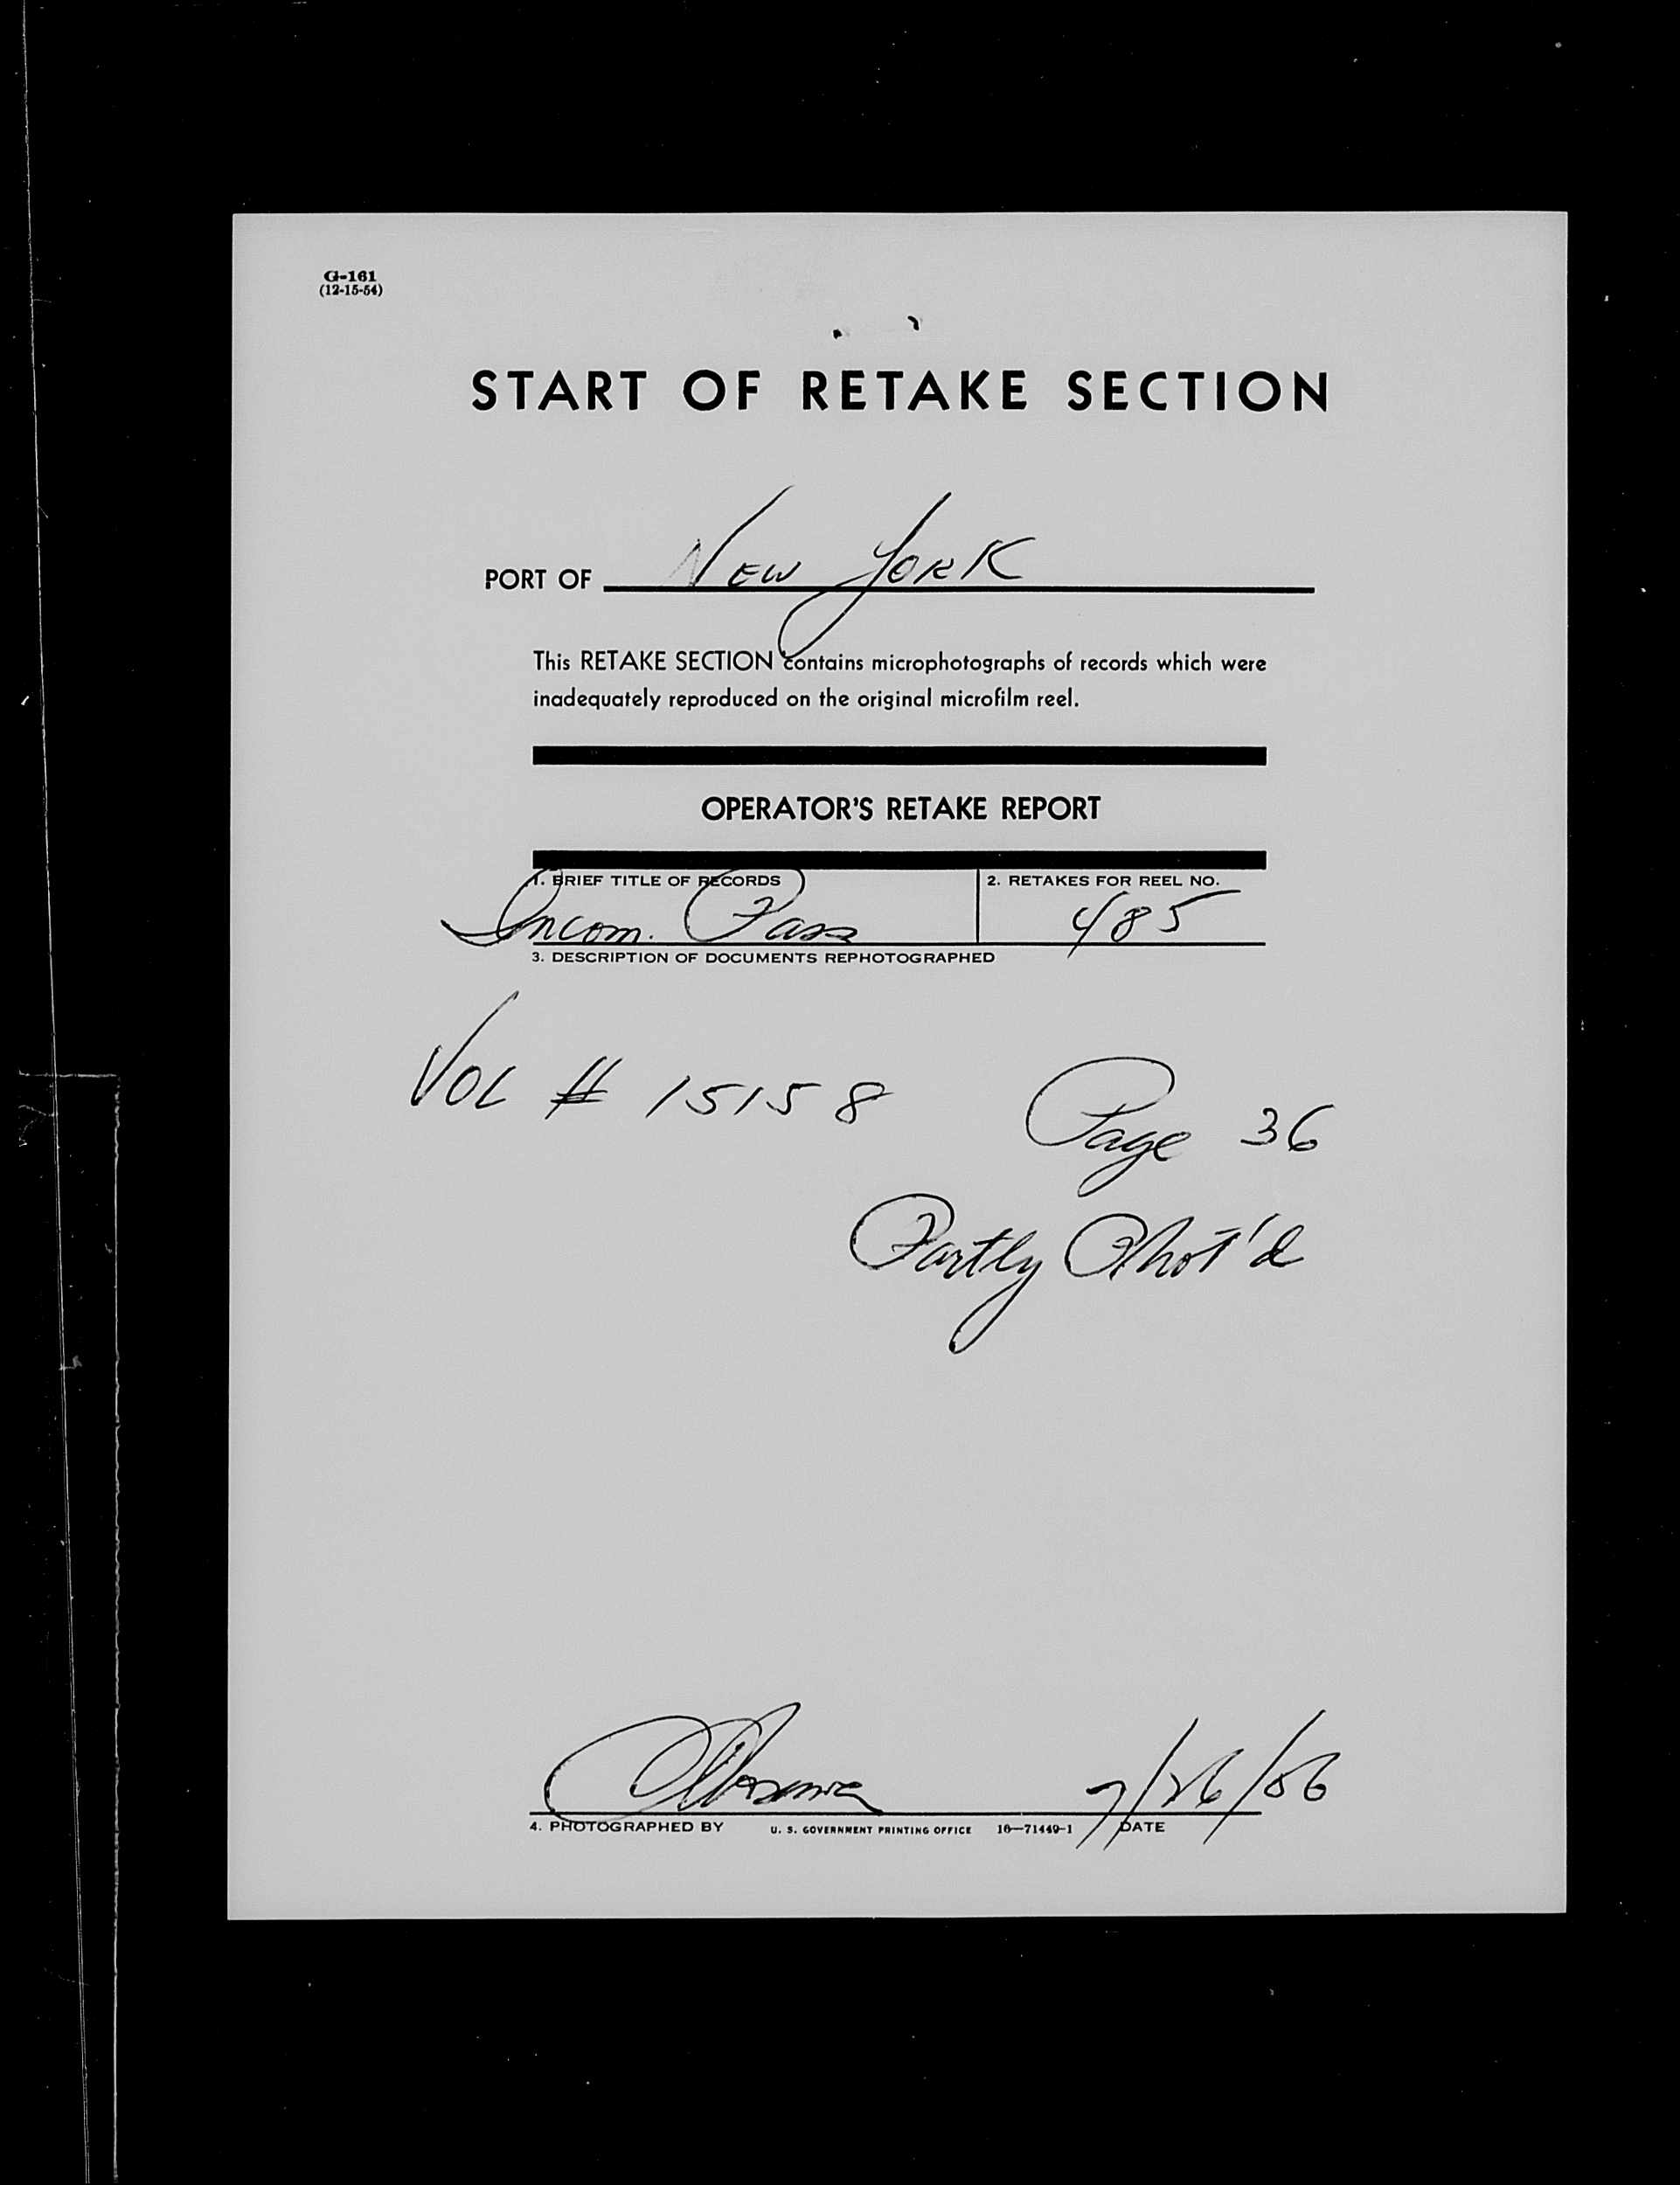 G-161
(12-15-54)
START OF RETAKE SECTION
PORT OF New York
This RETAKE SECTION contains microphotographs of records which were
inadequately reproduced on the original microfilm reel.
OPERATOR'S RETAKE REPORT
1. BRIEF TITLE OF RECORDS 2. RETAKES FOR REEL NO.
Incom. Pass 485
3. DESCRIPTION OF DOCUMENTS REPHOTOGRAPHED
Vol # 15158 Page 36
Partly Phot'd
7/26/56
4. PHOTOGRAPHED BY U. S. GOVERNMENT PRINTING OFFICE 16—71449-1 DATE